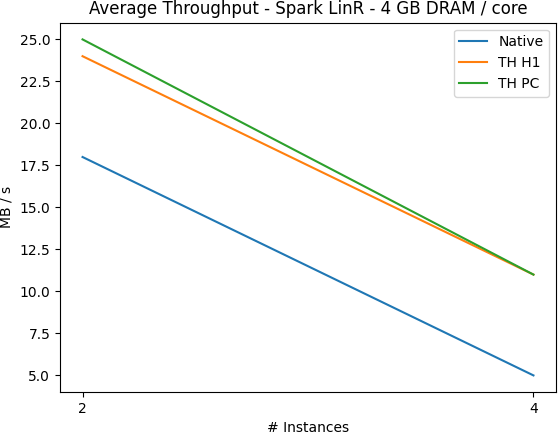 Average Throughput - Spark LinR - 4 GB DRAM / core
Native
TH H1
TH PC
25.0
22.5
20.0
17.5
15.0
12.5
10.0
7.5
5.0
MB / s
2
4
# Instances